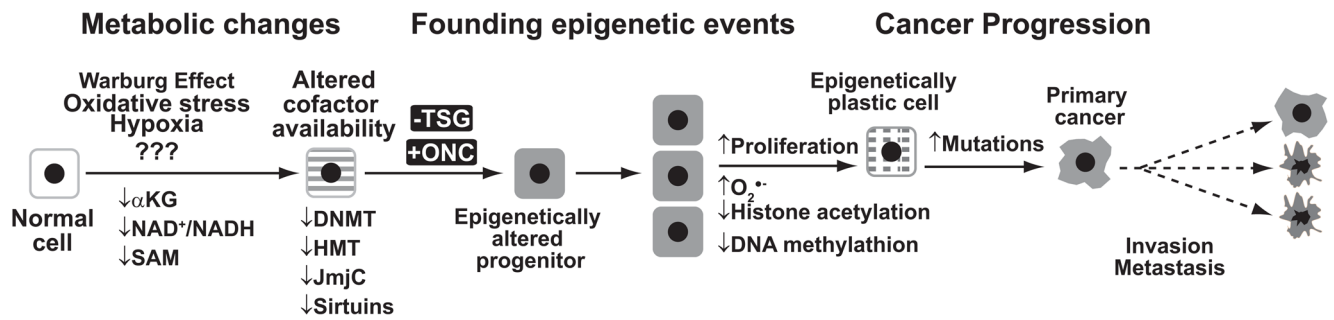 Metabolic changes
Founding epigenetic events
Cancer Progression
Warburg Effect
Oxidative stress
Hypoxia
???
↓αKG
↓NAD⁺/NADH
↓SAM
Normal
cell
Altered
cofactor
availability
↓DNMT
↓HMT
↓JmjC
↓Sirtuins
-TSG
+ONC
Epigenetically
altered
progenitor
↑Proliferation
↑O₂•-
↓Histone acetylation
↓DNA methylathion
Epigenetically
plastic cell
↑Mutations
Primary
cancer
Invasion
Metastasis